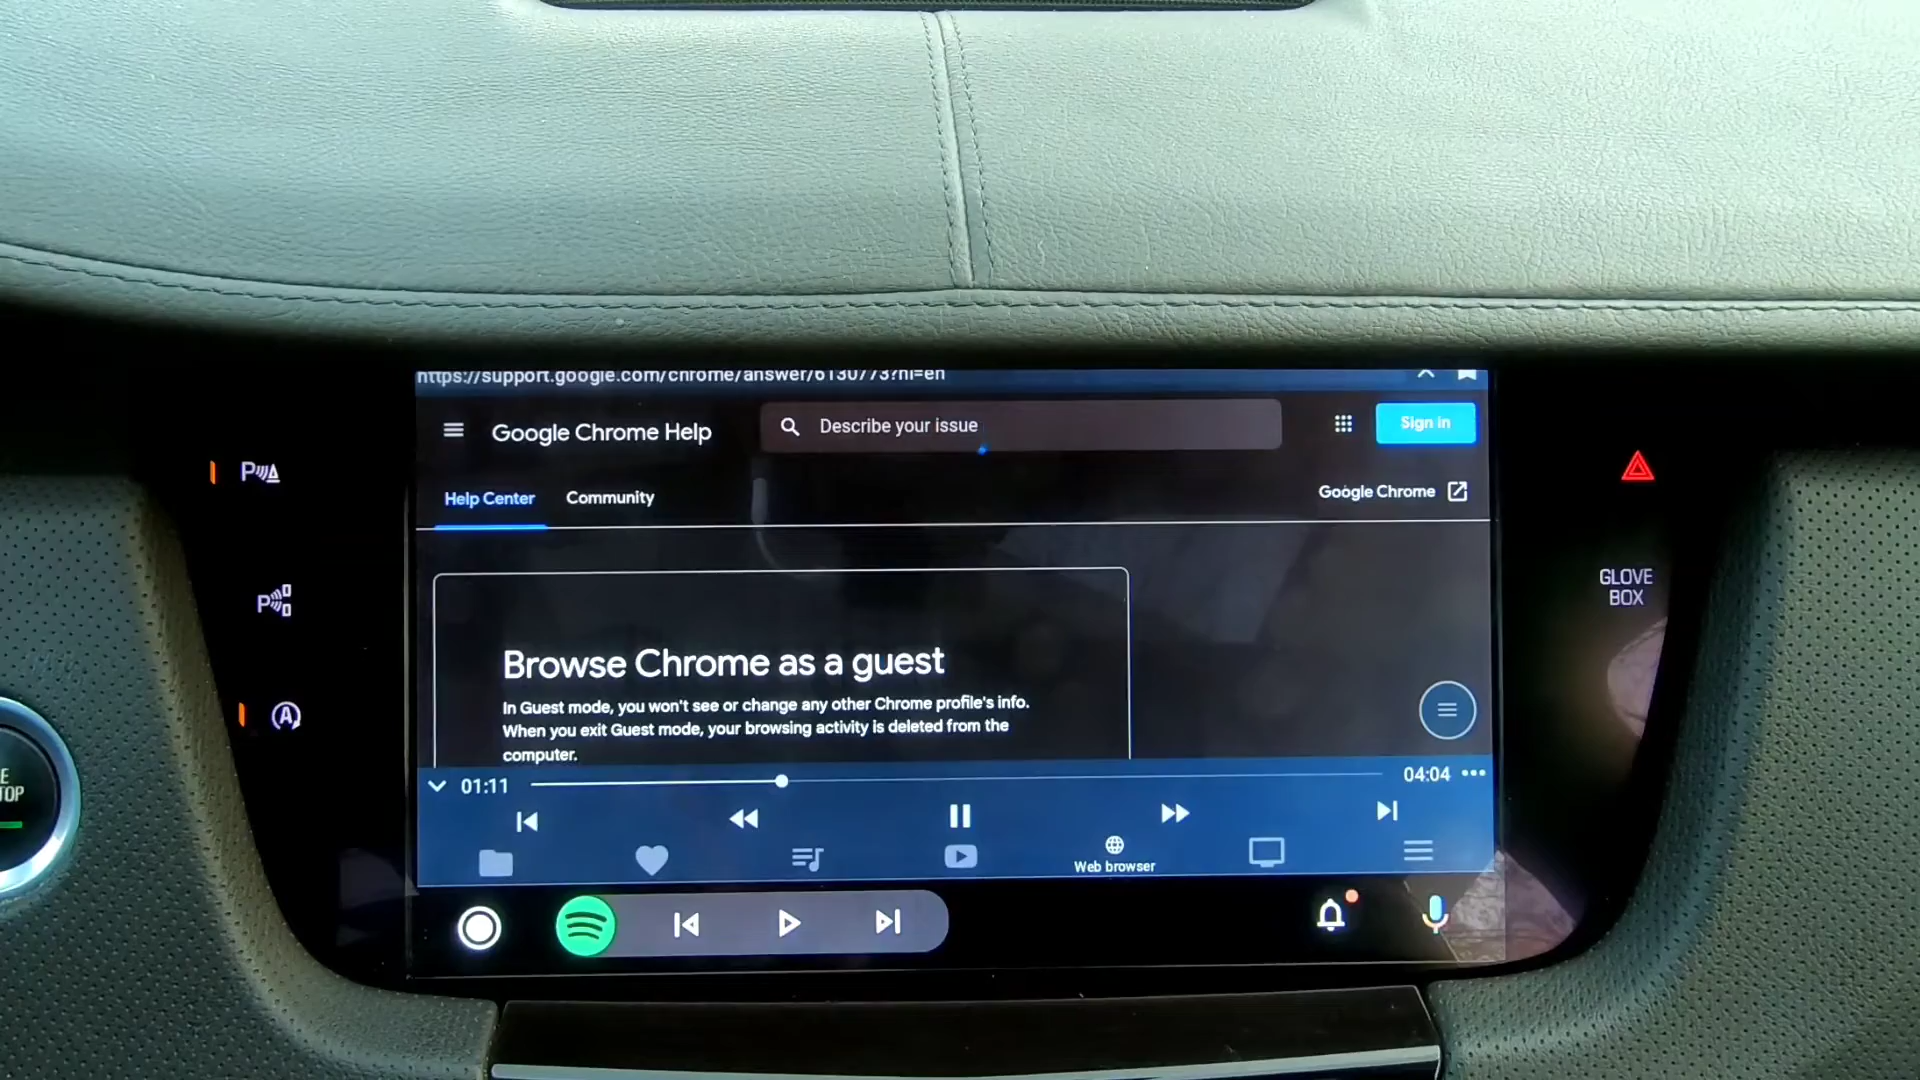 https://support.google.com/chrome/answer/6130773?hl=en
Google Chrome Help
Describe your issue
Sign in
Help Center
Community
Google Chrome
Browse Chrome as a guest
In Guest mode, you won't see or change any other Chrome profile's info.
When you exit Guest mode, your browsing activity is deleted from the
computer.
01:11
04:04
Web browser
GLOVE
BOX
P
P
A